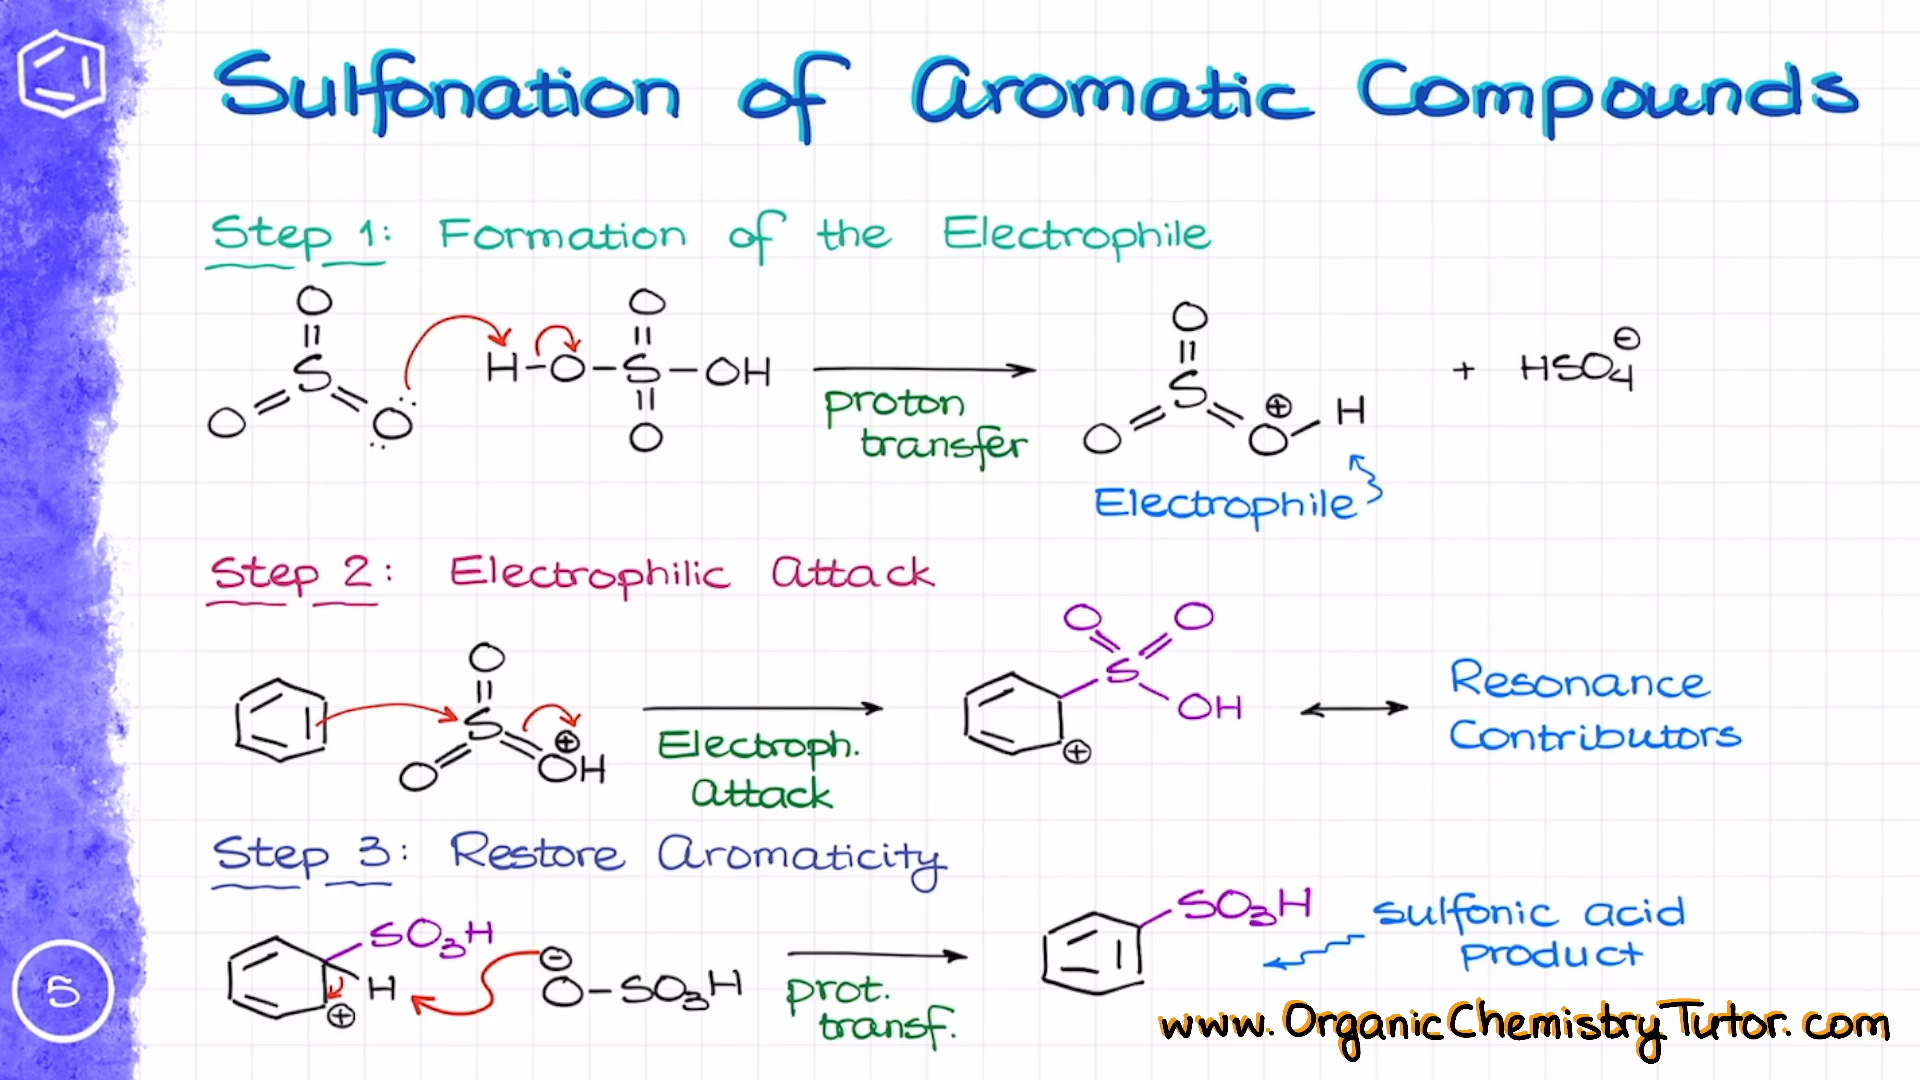 Sulfonation of Aromatic Compounds
Step 1: Formation of the Electrophile
O
S
O
O
H-O-S-OH
O
O
proton
transfer
O
S
O
O
⊕
H
+ HSO4⊖
Electrophile
Step 2: Electrophilic Attack
O
S
O
⊕
OH
Electroph.
Attack
O
O
S
OH
⊕
Resonance
Contributors
Step 3: Restore Aromaticity
SO3H
H
⊕
⊖
O-SO3H
prot.
transf.
SO3H
sulfonic acid
product
5
www.OrganicChemistryTutor.com